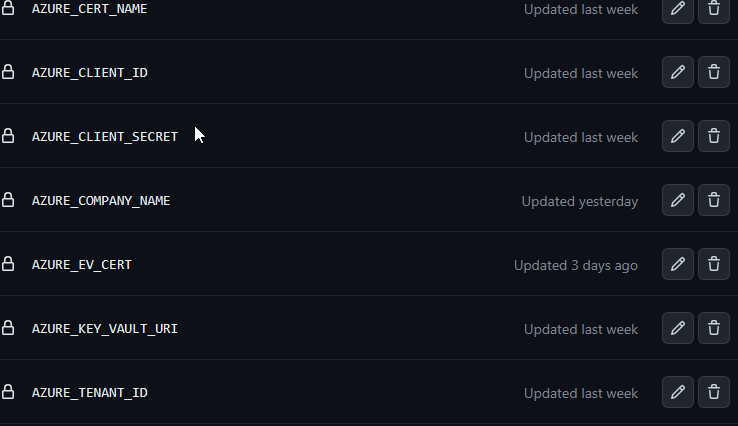 AZURE_CERT_NAME Updated last week
AZURE_CLIENT_ID Updated last week
AZURE_CLIENT_SECRET Updated last week
AZURE_COMPANY_NAME Updated yesterday
AZURE_EV_CERT Updated 3 days ago
AZURE_KEY_VAULT_URI Updated last week
AZURE_TENANT_ID Updated last week